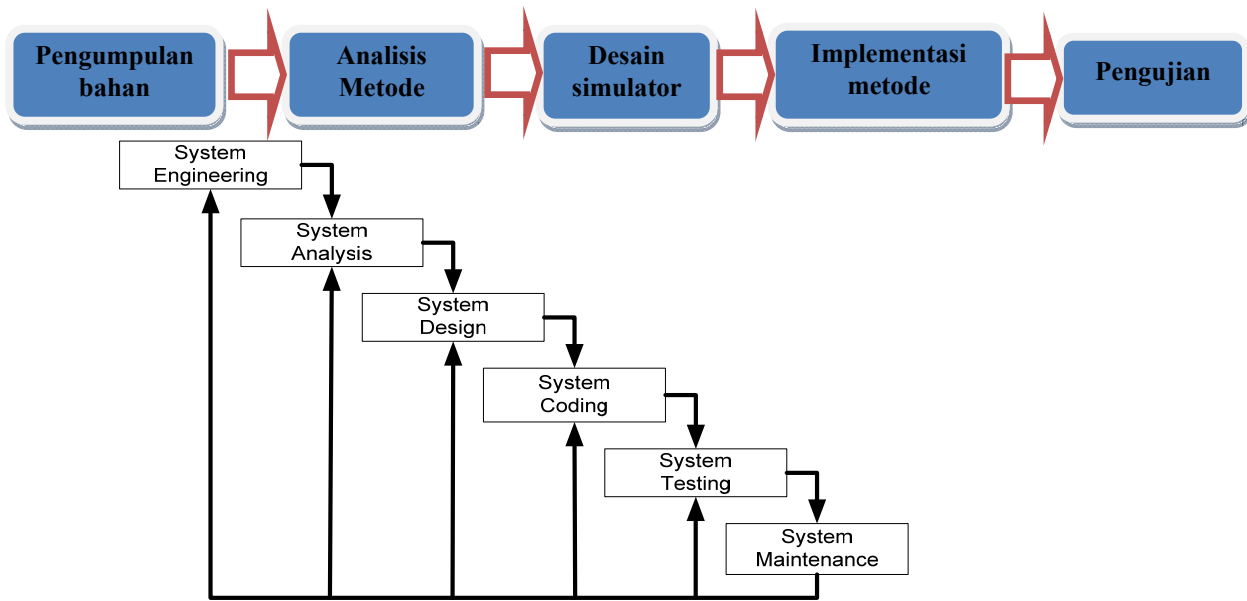 Pengumpulan
bahan
Analisis
Metode
Desain
simulator
Implementasi
metode
Pengujian
System
Engineering
System
Analysis
System
Design
System
Coding
System
Testing
System
Maintenance